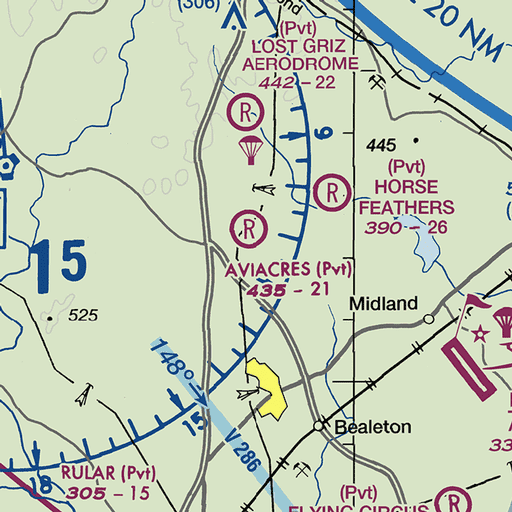 (306)
20 NM
(Pvt)
LOST GRIZ
AERODROME
442 – 22
R
6
445
(Pvt)
R
HORSE
FEATHERS
390 – 26
R
15
AVIACRES (Pvt)
435 – 21
Midland
525
148°
15
V 286
Bealeton
RULAR (Pvt)
305 – 15
18
(Pvt)
FLYING CIRCUS
R
33